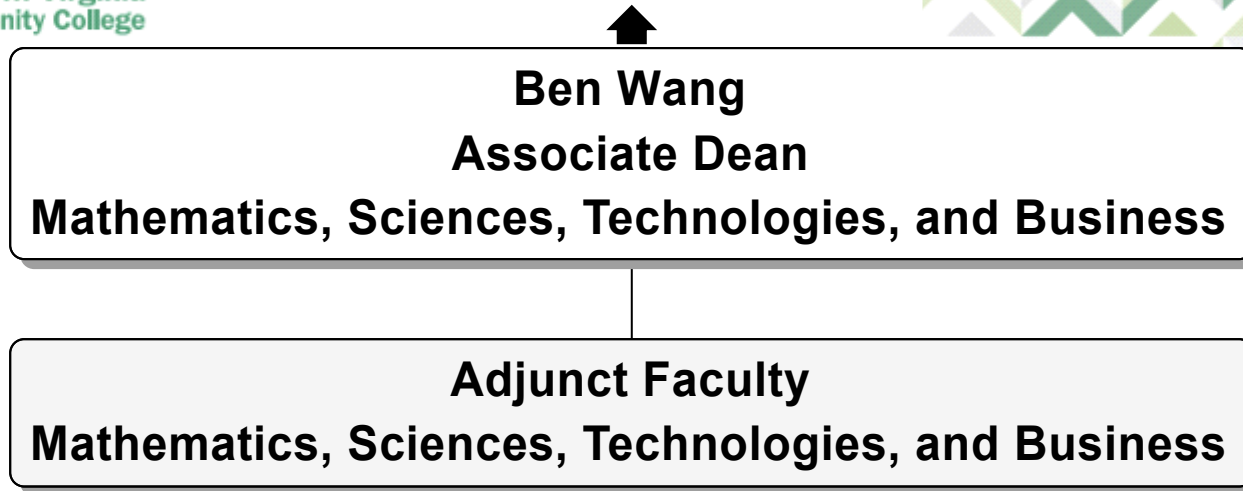 nity College
Ben Wang
Associate Dean
Mathematics, Sciences, Technologies, and Business
Adjunct Faculty
Mathematics, Sciences, Technologies, and Business